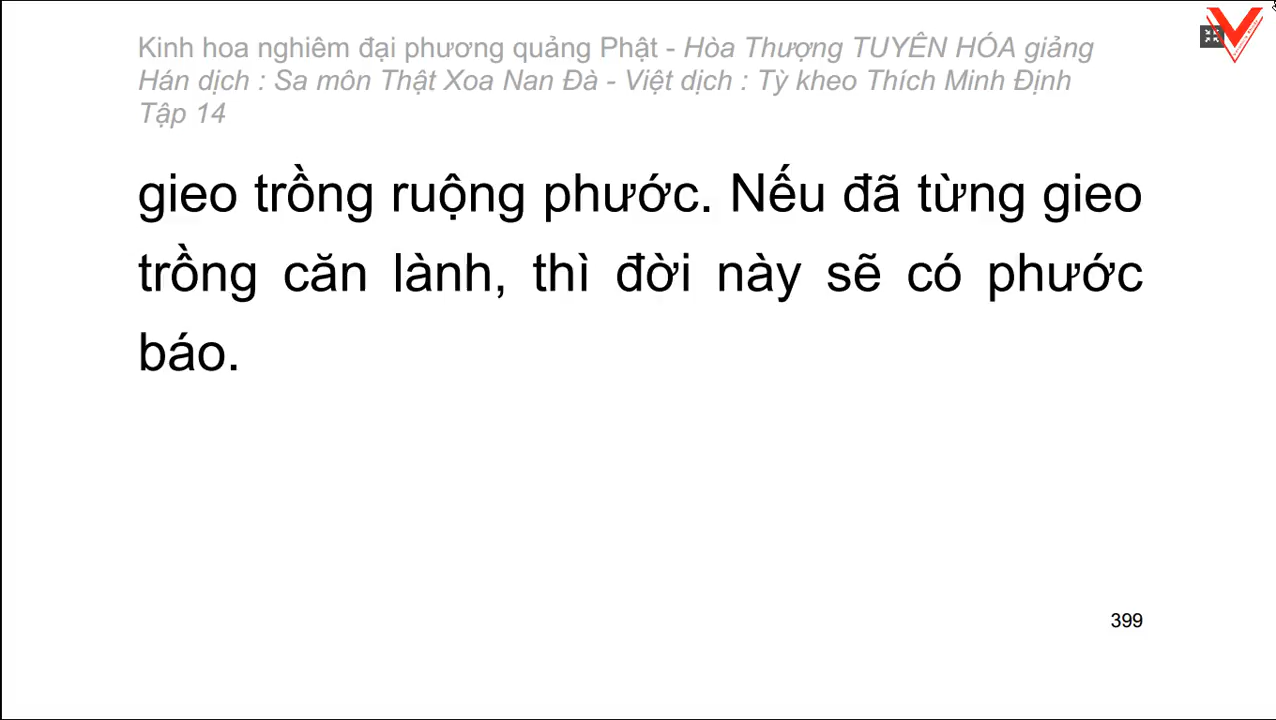 Kinh hoa nghiêm đại phương quảng Phật - Hòa Thượng TUYÊN HÓA giảng
Hán dịch : Sa môn Thật Xoa Nan Đà - Việt dịch : Tỳ kheo Thích Minh Định
Tập 14
gieo trồng ruộng phước. Nếu đã từng gieo
trồng căn lành, thì đời này sẽ có phước
báo.
399